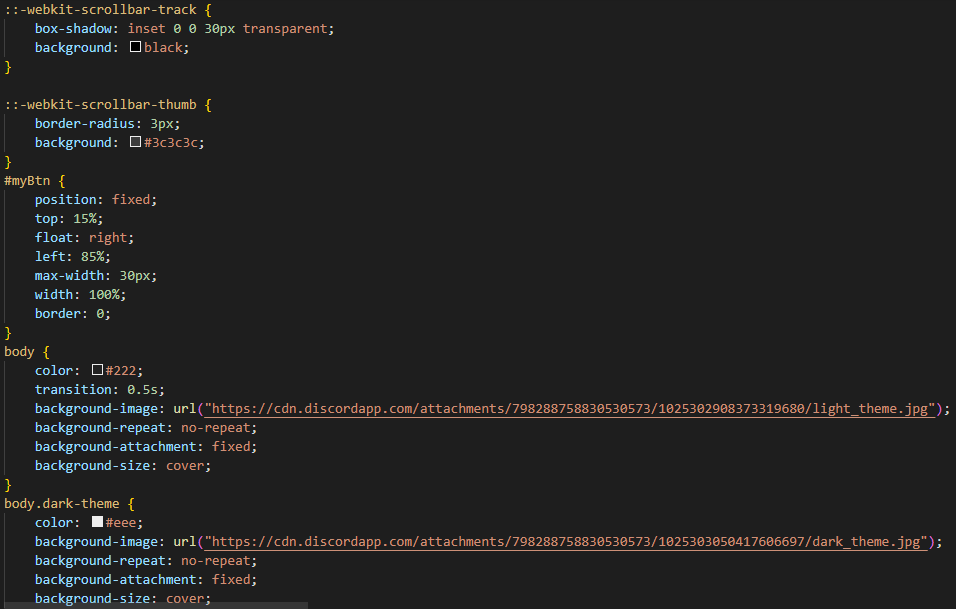 ::-webkit-scrollbar-track {
    box-shadow: inset 0 0 30px transparent;
    background: black;
}

::-webkit-scrollbar-thumb {
    border-radius: 3px;
    background: #3c3c3c;
}
#myBtn {
    position: fixed;
    top: 15%;
    float: right;
    left: 85%;
    max-width: 30px;
    width: 100%;
    border: 0;
}
body {
    color: #222;
    transition: 0.5s;
    background-image: url("https://cdn.discordapp.com/attachments/798288758830530573/1025302908373319680/light_theme.jpg");
    background-repeat: no-repeat;
    background-attachment: fixed;
    background-size: cover;
}
body.dark-theme {
    color: #eee;
    background-image: url("https://cdn.discordapp.com/attachments/798288758830530573/1025303050417606697/dark_theme.jpg");
    background-repeat: no-repeat;
    background-attachment: fixed;
    background-size: cover;